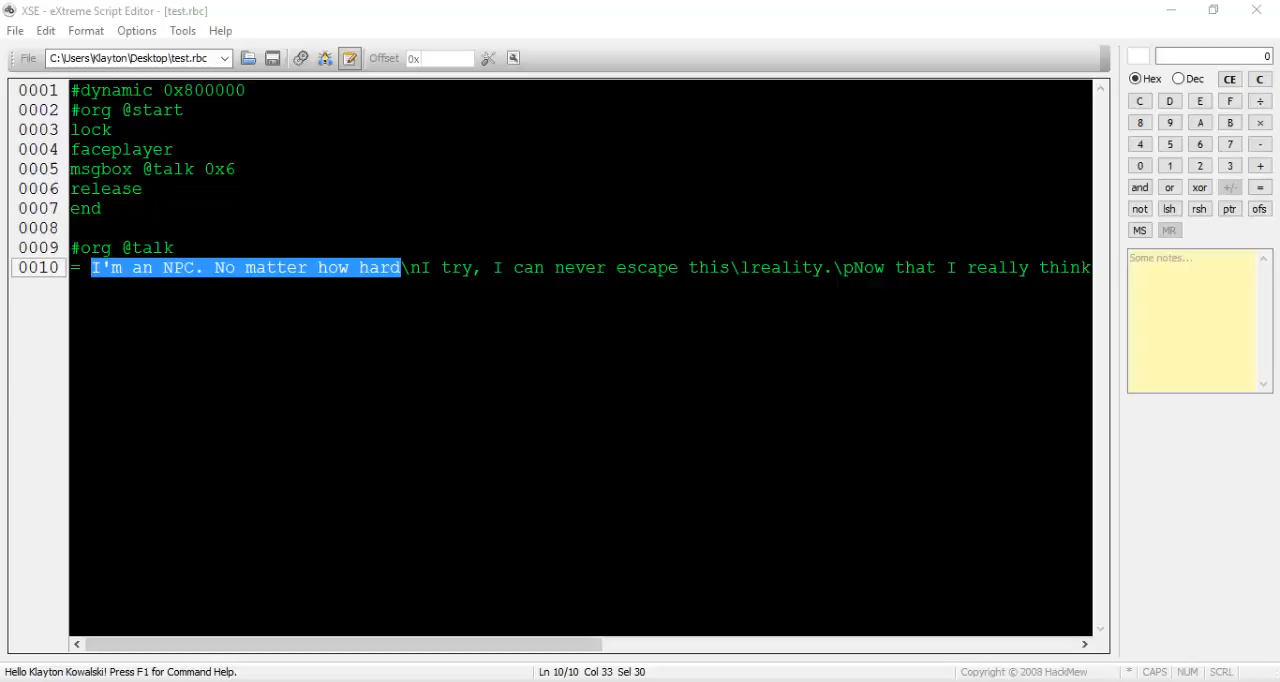 XSE - eXtreme Script Editor - [test.rbc]
File Edit Format Options Tools Help
File C:\Users\Klayton\Desktop\test.rbc Offset 0x
0
Hex Dec CE C
C D E F ÷
8 9 A B ×
4 5 6 7 -
0 1 2 3 +
and or xor +/- =
not lsh rsh ptr ofs
MS MR
Some notes...
0001 #dynamic 0x800000
0002 #org @start
0003 lock
0004 faceplayer
0005 msgbox @talk 0x6
0006 release
0007 end
0008
0009 #org @talk
0010 = I'm an NPC. No matter how hard\nI try, I can never escape this\lreality.\pNow that I really think
Hello Klayton Kowalski! Press F1 for Command Help. Ln 10/10 Col 33 Sel 30 Copyright © 2008 HackMew * CAPS NUM SCRL